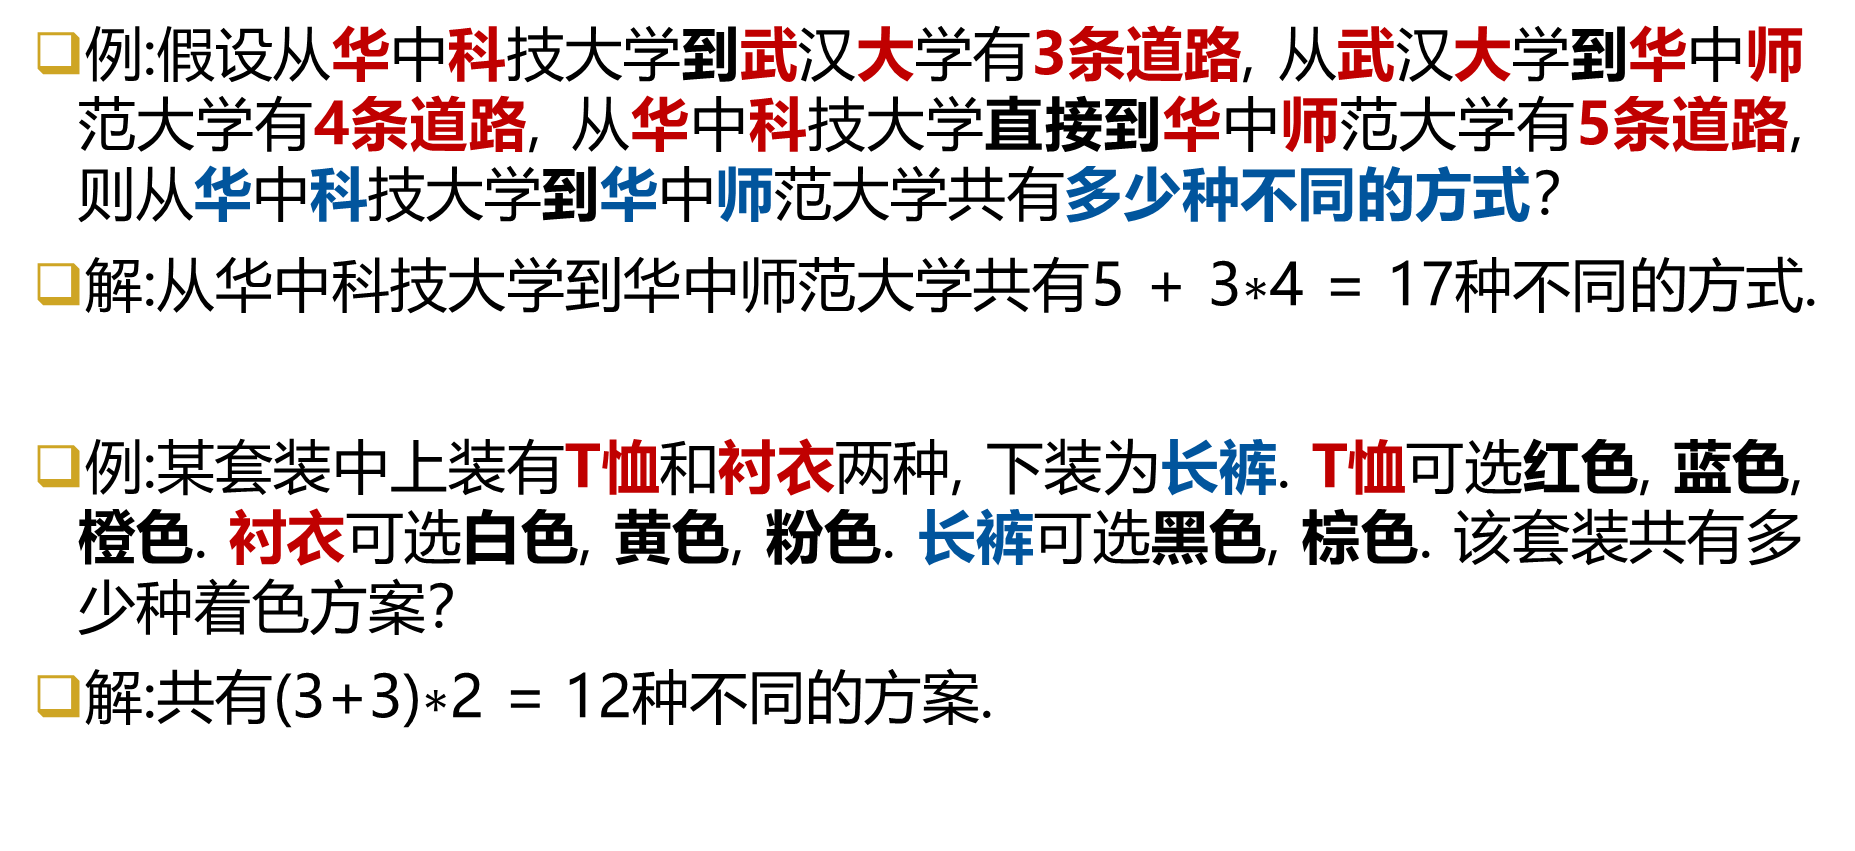 例:假设从华中科技大学到武汉大学有3条道路, 从武汉大学到华中师
范大学有4条道路, 从华中科技大学直接到华中师范大学有5条道路,
则从华中科技大学到华中师范大学共有多少种不同的方式?
解:从华中科技大学到华中师范大学共有5 + 3*4 = 17种不同的方式.
例:某套装中上装有T恤和衬衣两种, 下装为长裤. T恤可选红色, 蓝色,
橙色. 衬衣可选白色, 黄色, 粉色. 长裤可选黑色, 棕色. 该套装共有多
少种着色方案?
解:共有(3+3)*2 = 12种不同的方案.